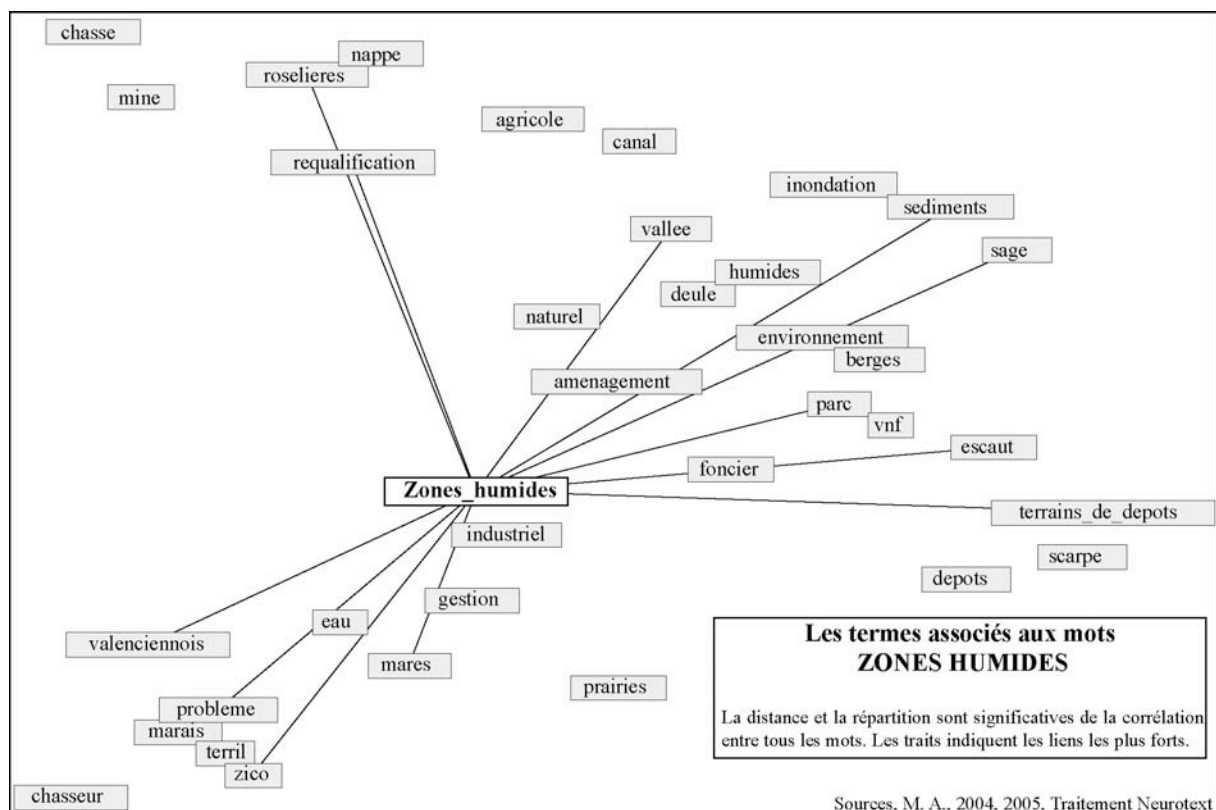 chasse
nappe
roselieres
mine
agricole
canal
requalification
inondation
sediments
vallee
sage
humides
deule
naturel
environnement
berges
amenagement
parc
vnf
escaut
foncier
Zones_humides
terrains_de_depots
industriel
scarpe
depots
gestion
eau
valenciennois
mares
prairies
probleme
marais
terril
zico
chasseur
Les termes associés aux mots
ZONES HUMIDES
La distance et la répartition sont significatives de la corrélation
entre tous les mots. Les traits indiquent les liens les plus forts.
Sources, M. A., 2004, 2005, Traitement Neurotext